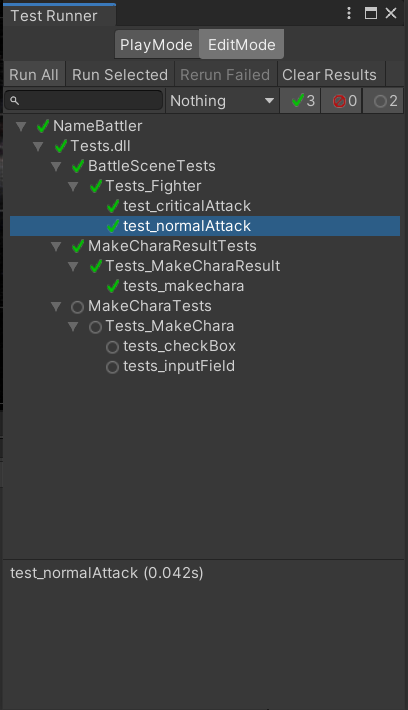 Test Runner
PlayMode EditMode
Run All Run Selected Rerun Failed Clear Results
Nothing 3 0 2
NameBattler
Tests.dll
BattleSceneTests
Tests_Fighter
test_criticalAttack
test_normalAttack
MakeCharaResultTests
Tests_MakeCharaResult
tests_makechara
MakeCharaTests
Tests_MakeChara
tests_checkBox
tests_inputField
test_normalAttack (0.042s)